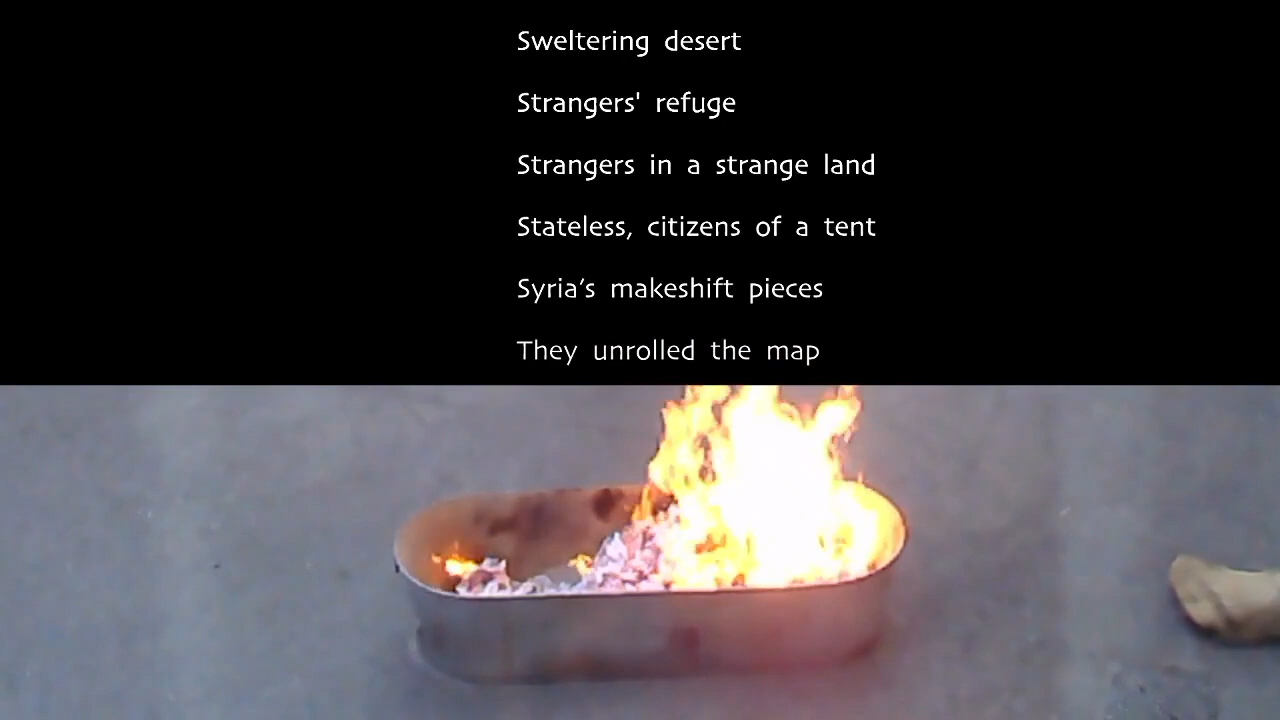 Sweltering desert
Strangers' refuge
Strangers in a strange land
Stateless, citizens of a tent
Syria’s makeshift pieces
They unrolled the map